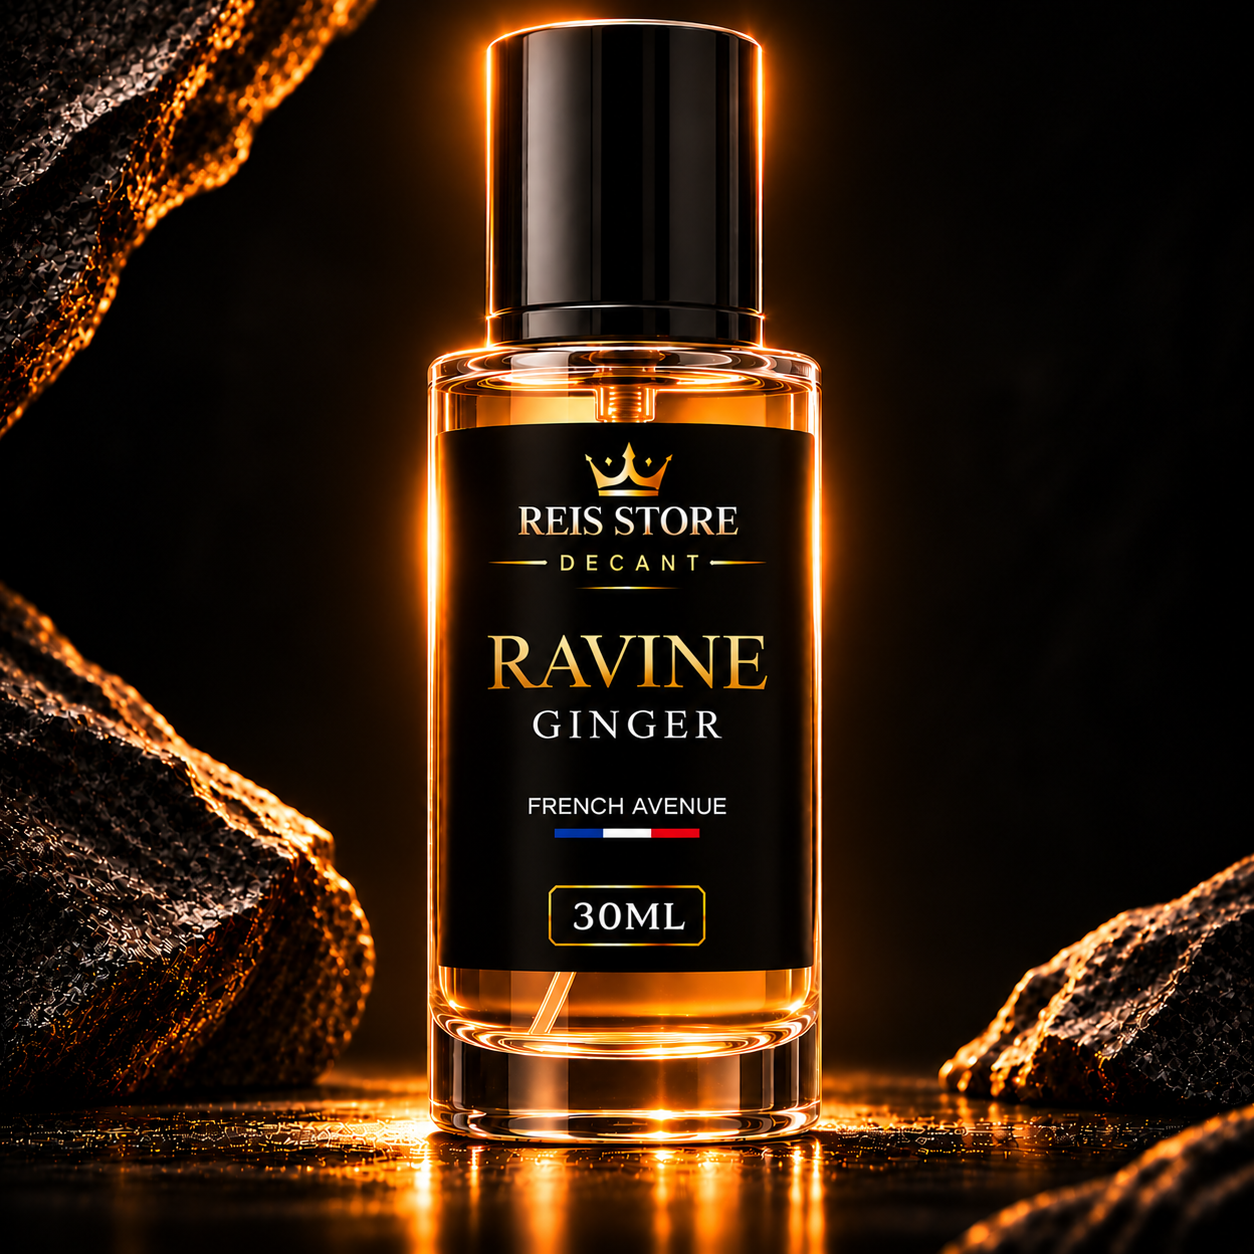 REIS STORE
DECANT
RAVINE
GINGER
FRENCH AVENUE
30ML